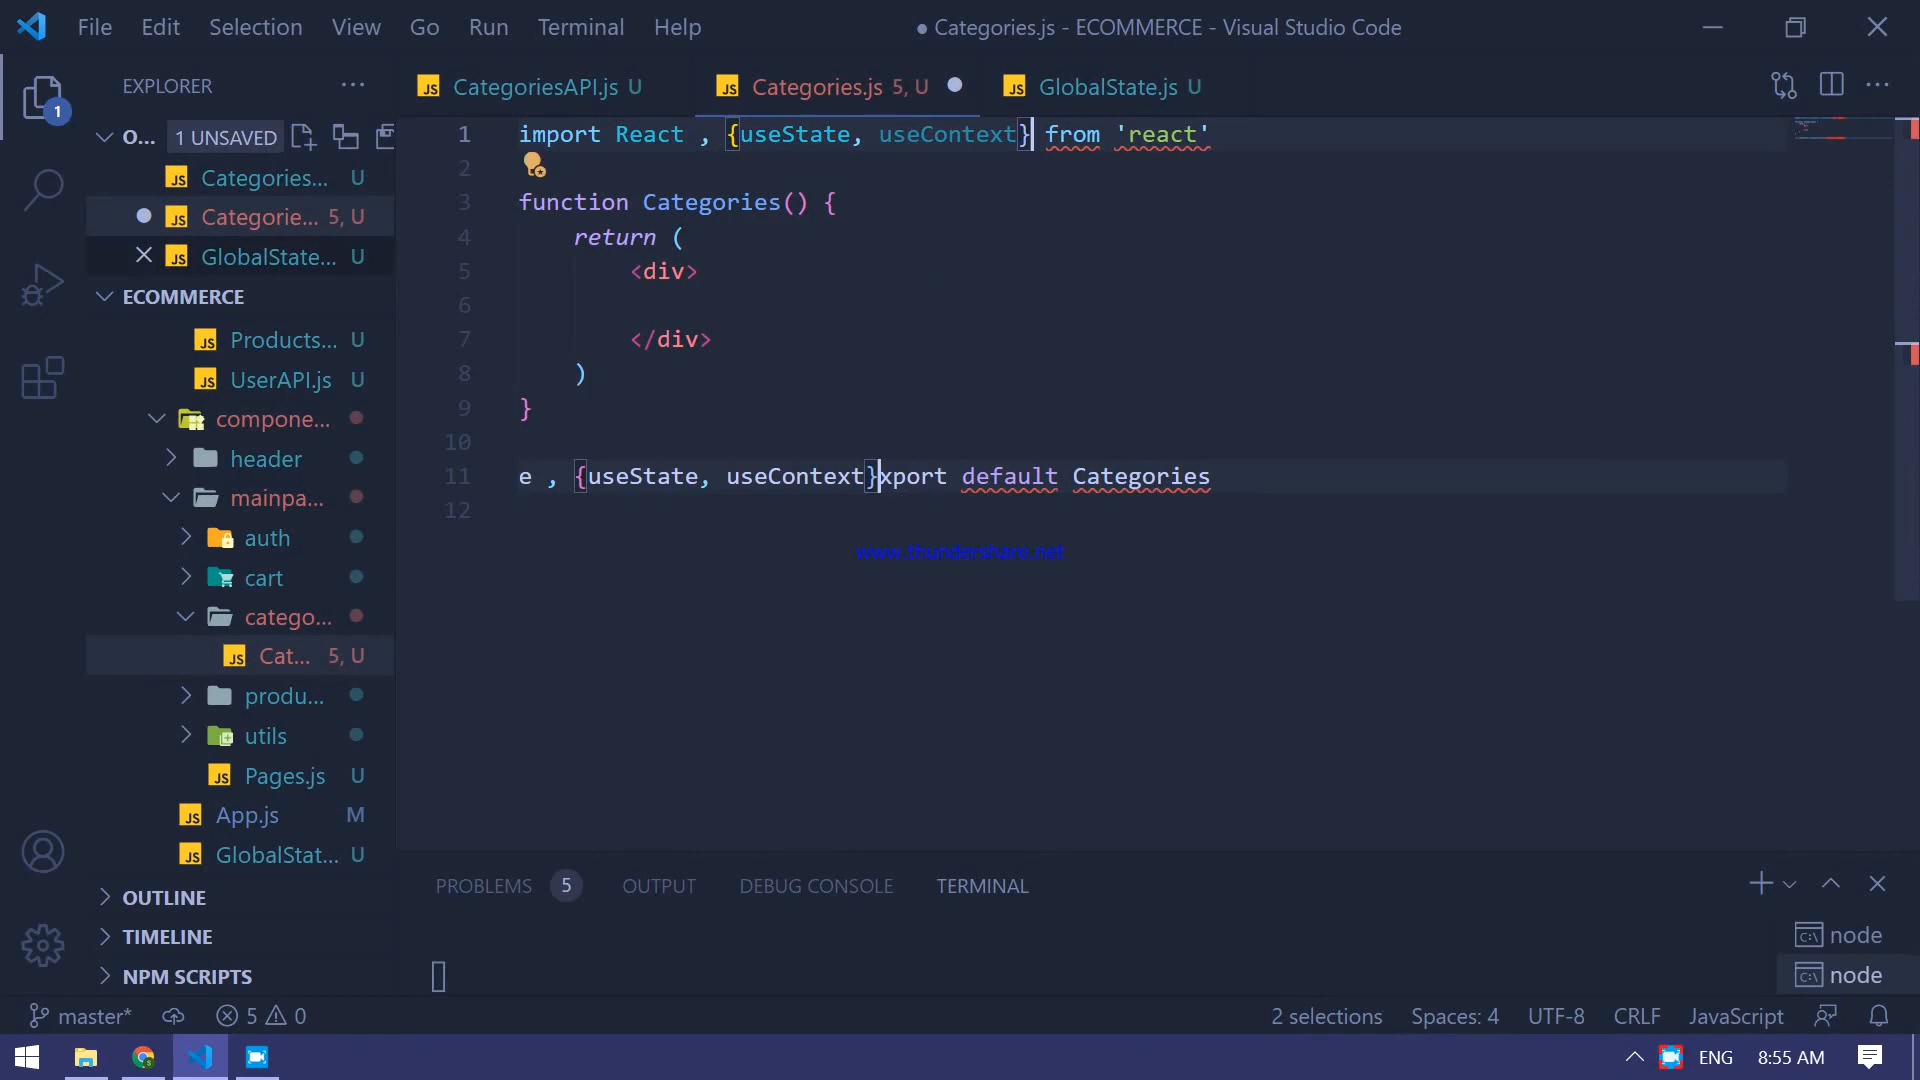 File Edit Selection View Go Run Terminal Help
● Categories.js - ECOMMERCE - Visual Studio Code
EXPLORER
CategoriesAPI.js U
Categories.js 5, U
GlobalState.js U
1
O... 1 UNSAVED
Categories... U
Categorie... 5, U
GlobalState... U
ECOMMERCE
Products... U
UserAPI.js U
compone...
header
mainpa...
auth
cart
catego...
Cat... 5, U
produ...
utils
Pages.js U
App.js M
GlobalStat... U
OUTLINE
TIMELINE
NPM SCRIPTS
1 import React , {useState, useContext} from 'react'
2
3 function Categories() {
4 return (
5 <div>
6
7 </div>
8 )
9 }
10
11 e , {useState, useContext}xport default Categories
12
www.thundershare.net
PROBLEMS 5 OUTPUT DEBUG CONSOLE TERMINAL
node
node
master* 5 0
2 selections Spaces: 4 UTF-8 CRLF JavaScript
ENG 8:55 AM